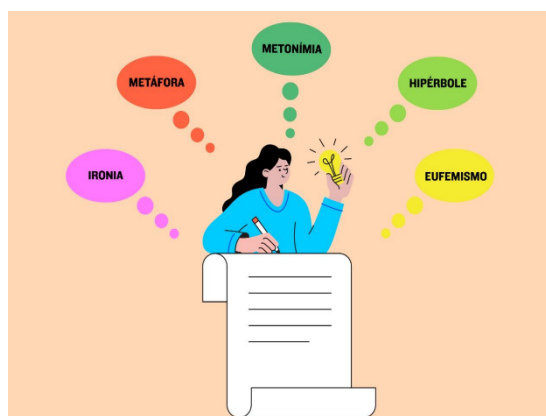 METONÍMIA
METÁFORA
HIPÉRBOLE
IRONIA
EUFEMISMO